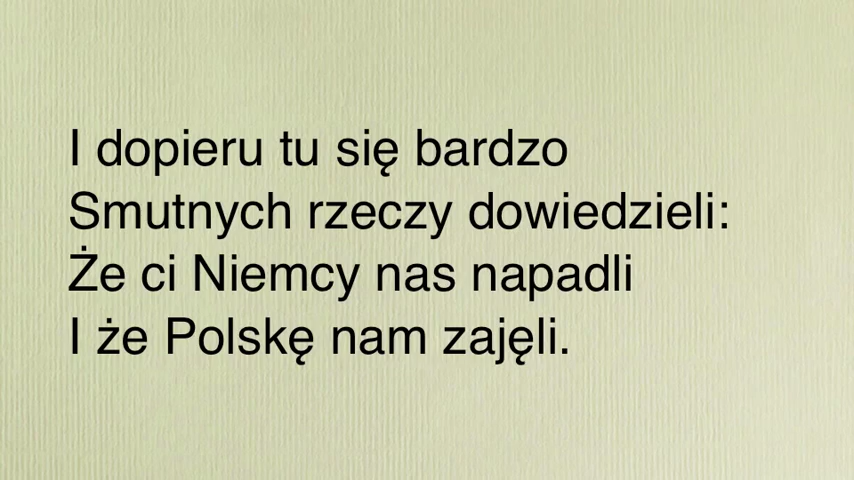 I dopieru tu się bardzo
Smutnych rzeczy dowiedzieli:
Że ci Niemcy nas napadli
I że Polskę nam zajęli.